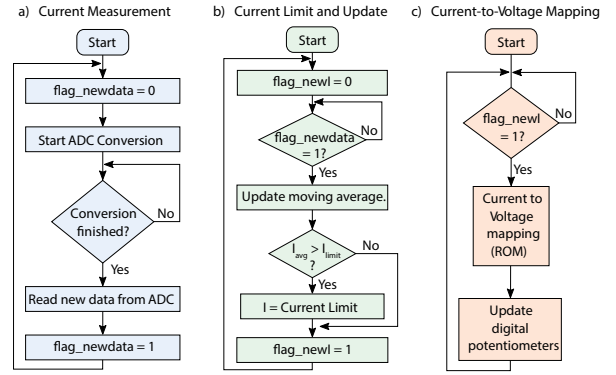 a) Current Measurement
Start
flag_newdata = 0
Start ADC Conversion
Conversion
finished?
No
Yes
Read new data from ADC
flag_newdata = 1
b) Current Limit and Update
Start
flag_newI = 0
flag_newdata
= 1?
No
Yes
Update moving average.
Iavg > Ilimit
?
No
Yes
I = Current Limit
flag_newI = 1
c) Current-to-Voltage Mapping
Start
flag_newI
= 1?
No
Yes
Current to
Voltage
mapping
(ROM)
Update
digital
potentiometers